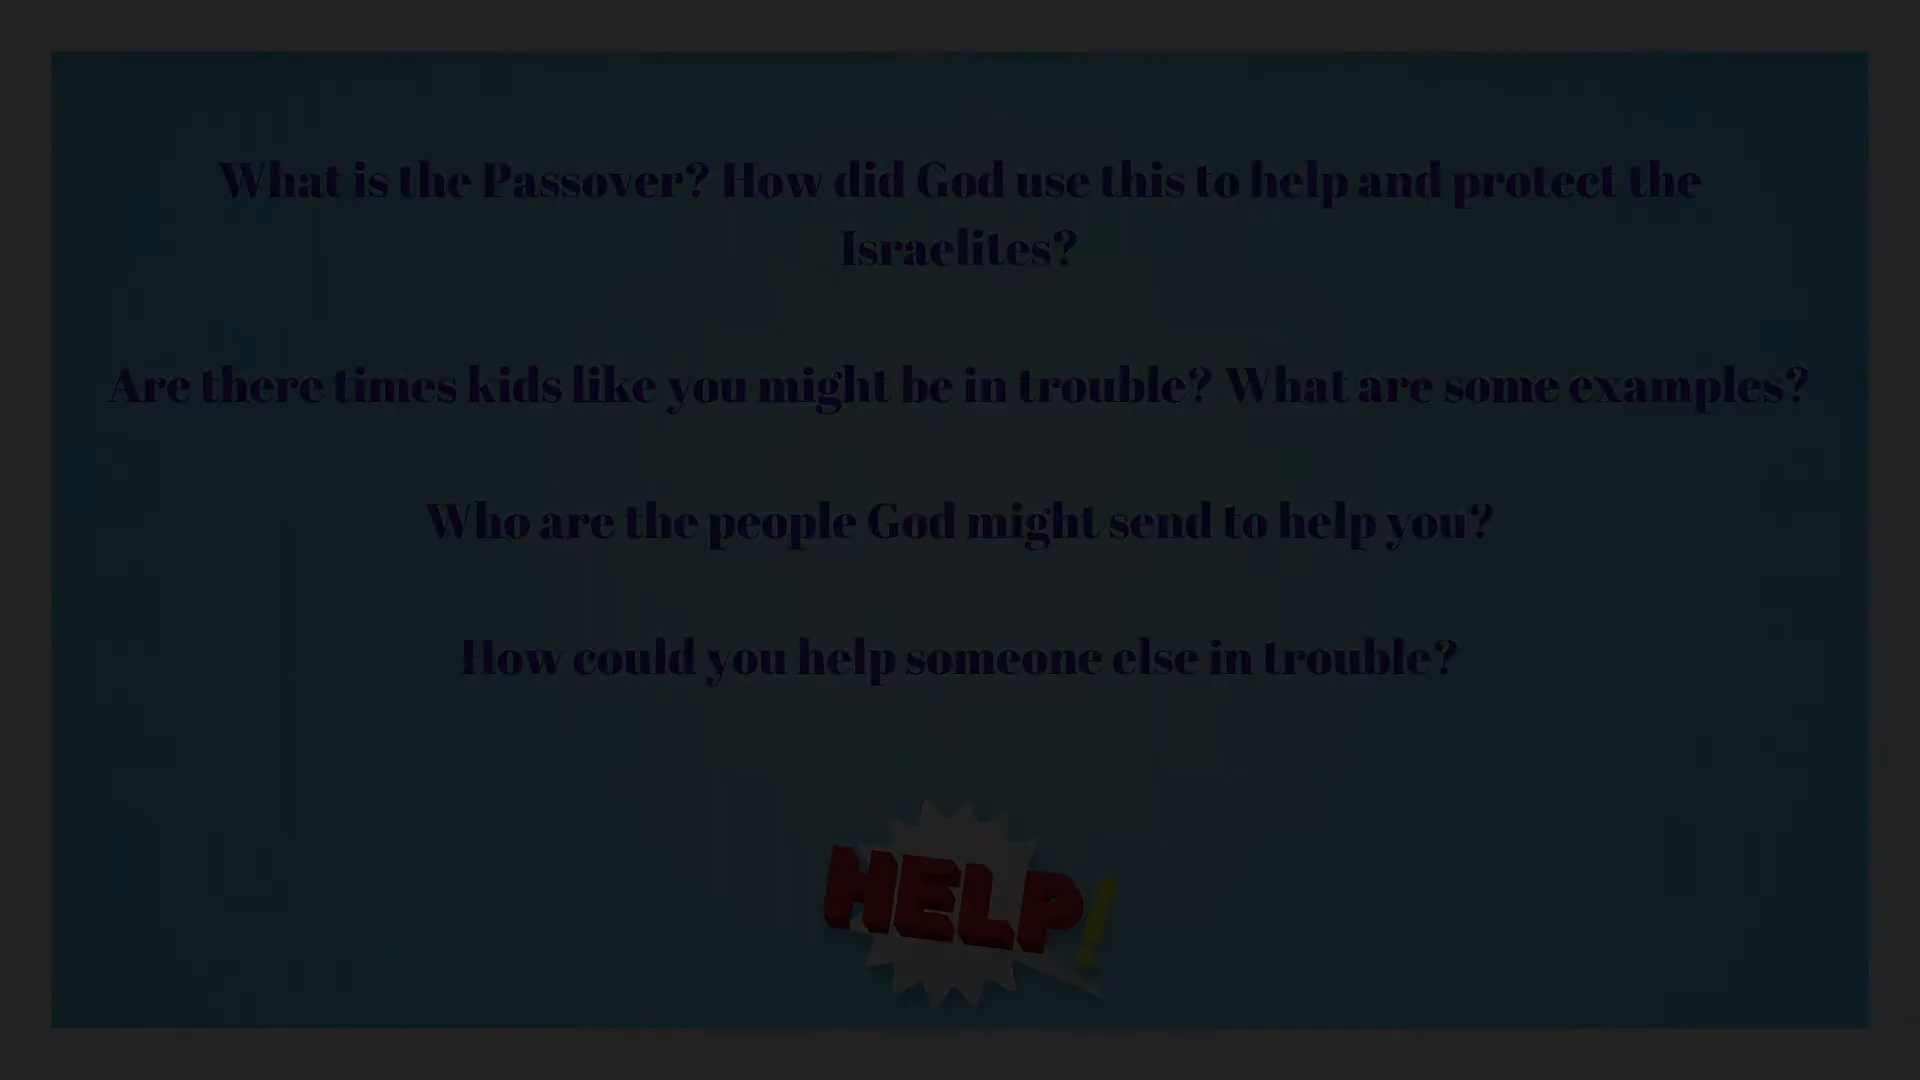 What is the Passover? How did God use this to help and protect the
Israelites?
Are there times kids like you might be in trouble? What are some examples?
Who are the people God might send to help you?
How could you help someone else in trouble?
HELP!